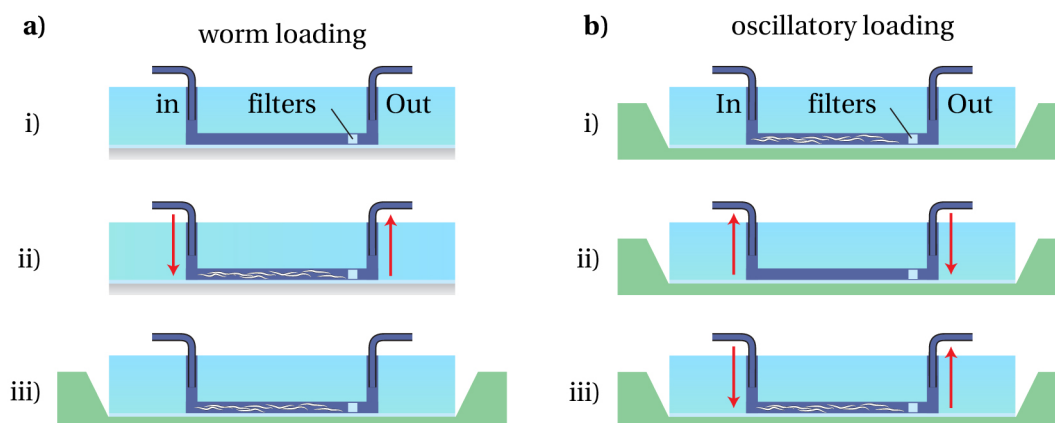 a)
worm loading
i)
in
filters
Out
ii)
iii)
b)
oscillatory loading
i)
In
filters
Out
ii)
iii)